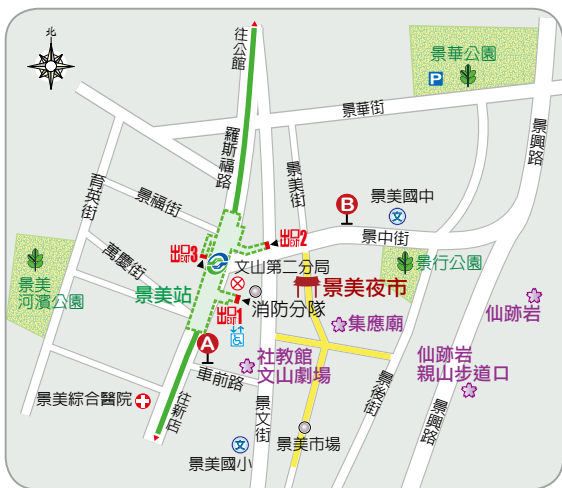 北
往公館
景華公園
P
景華街
景興路
羅斯福路
景美街
育英街
景福街
B
景美國中
文
出口2
EXIT
景中街
萬慶街
出口3
EXIT
文山第二分局
景行公園
景美
河濱公園
景美站
景美夜市
出口1
EXIT
消防分隊
集應廟
仙跡岩
A
社教館
文山劇場
仙跡岩
親山步道口
車前路
景美綜合醫院
往新店
景文街
景後街
景興路
景美市場
文
景美國小